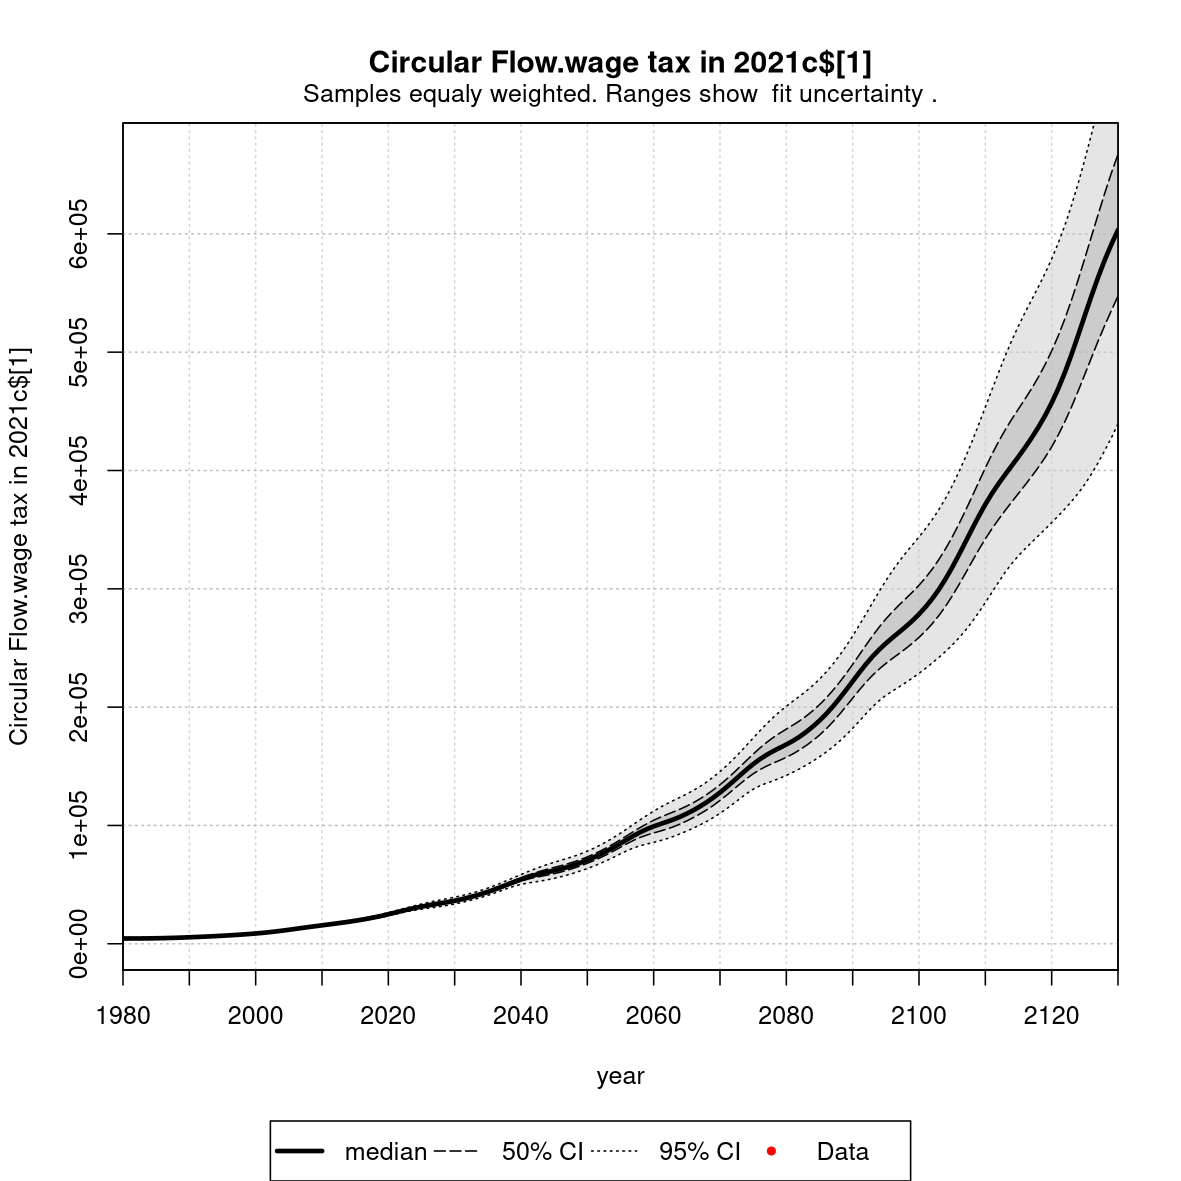 Circular Flow.wage tax in 2021c$[1]
Samples equaly weighted. Ranges show  fit uncertainty .
Circular Flow.wage tax in 2021c$[1]
6e+05
5e+05
4e+05
3e+05
2e+05
1e+05
0e+00
1980 2000 2020 2040 2060 2080 2100 2120
year
median 50% CI 95% CI Data